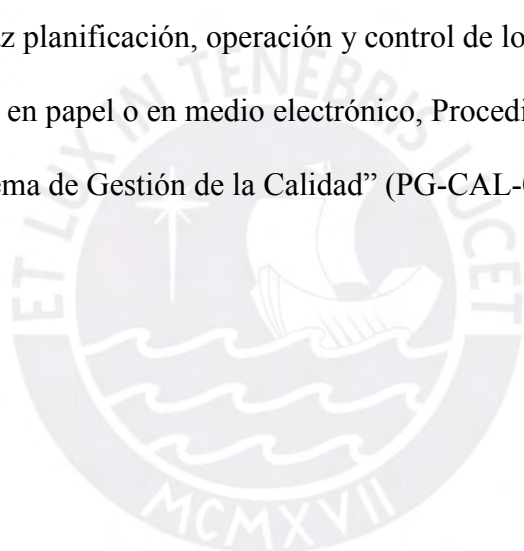 z planificación, operación y control de lo
en papel o en medio electrónico, Procedi
ema de Gestión de la Calidad” (PG-CAL-
ET LUX IN TENEBRIS LUCET
MCMXVII